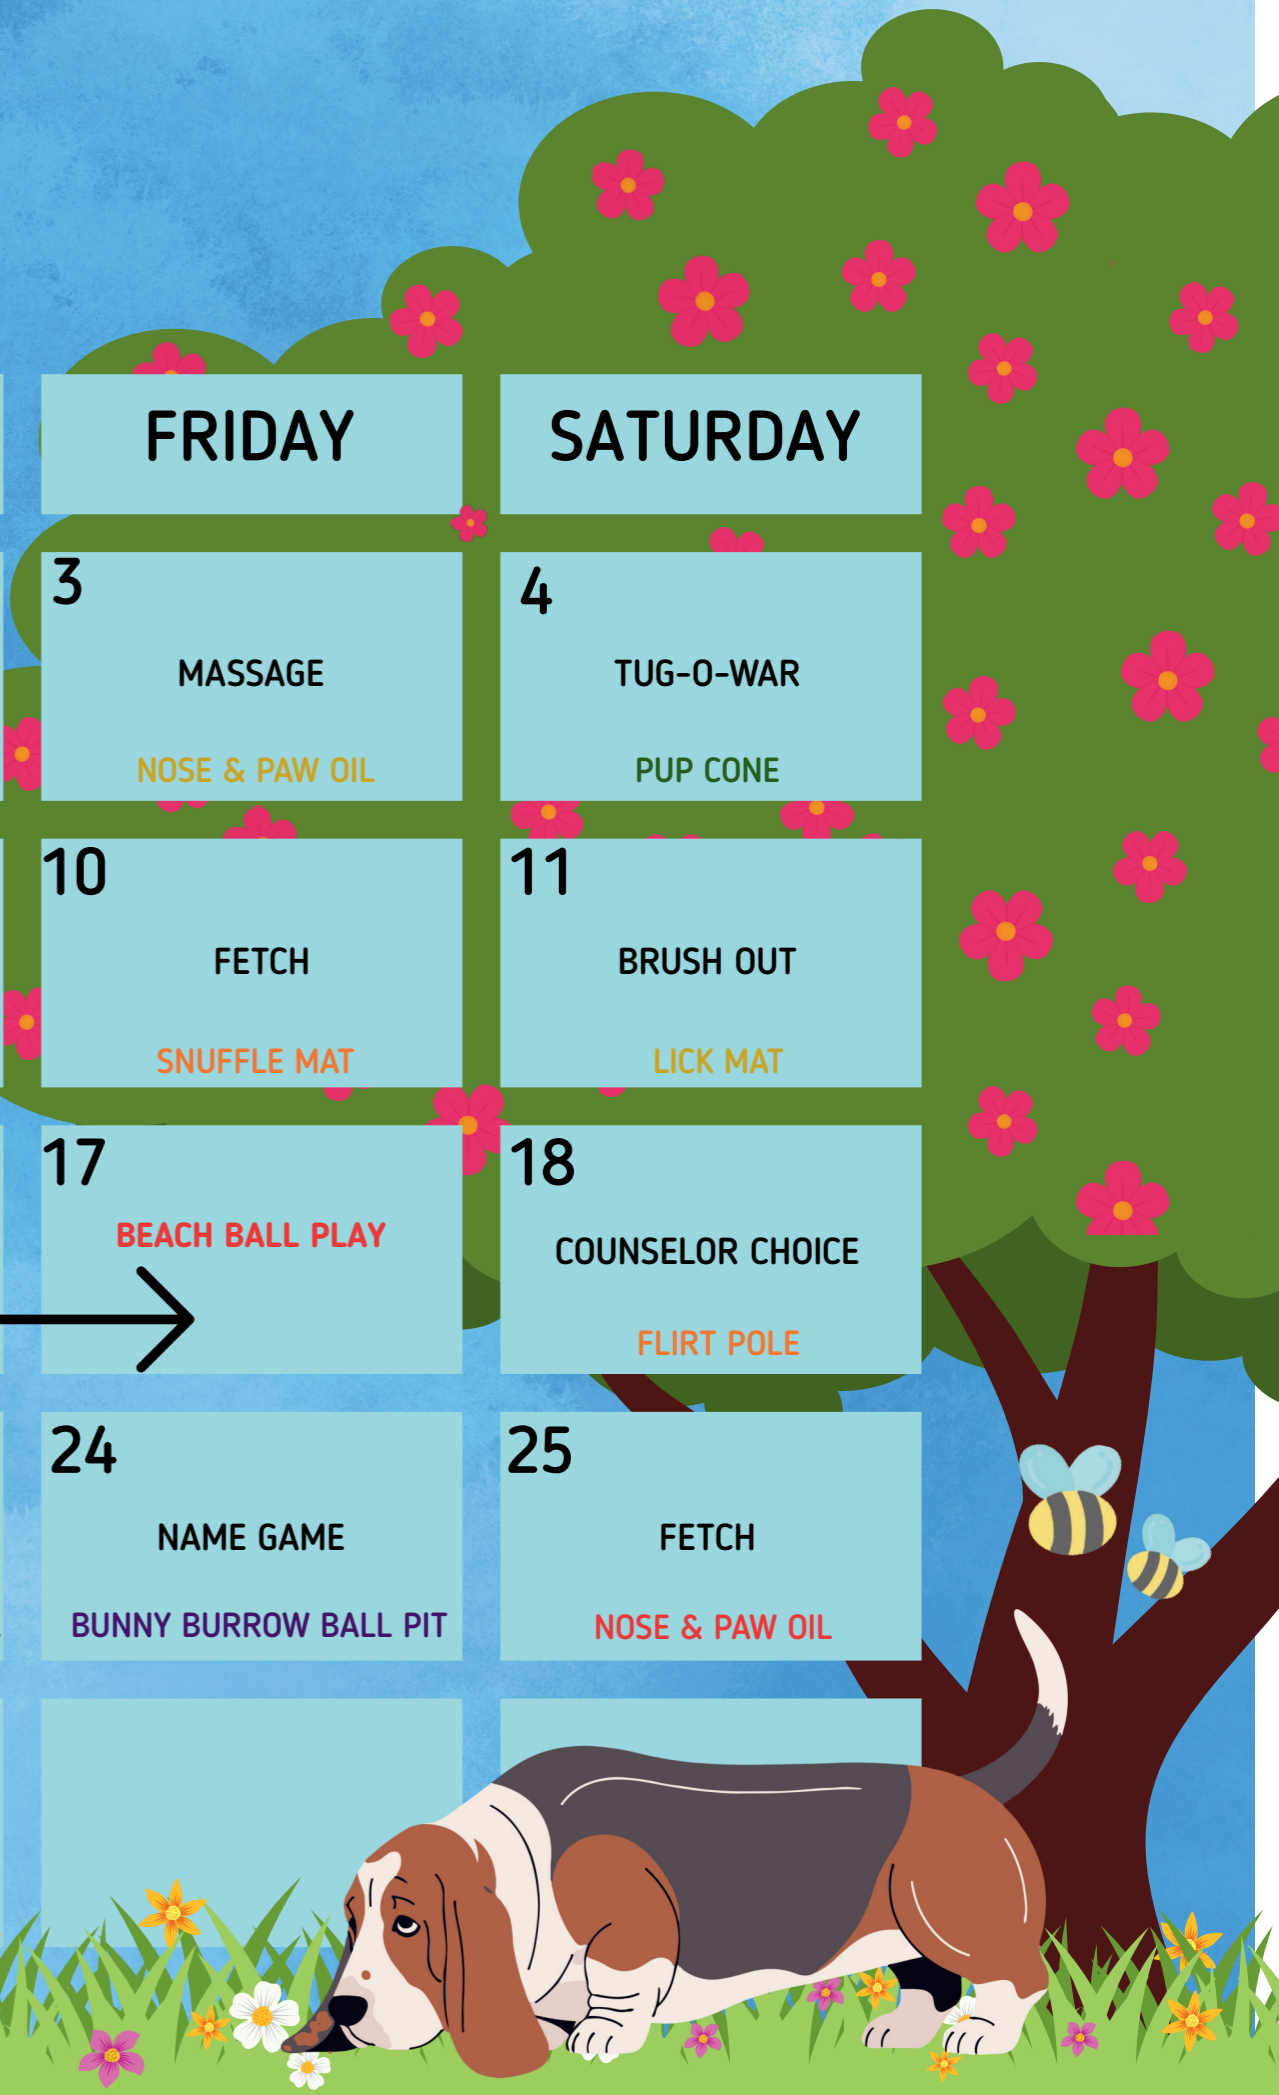 FRIDAY
SATURDAY
3
MASSAGE
NOSE & PAW OIL
4
TUG-O-WAR
PUP CONE
10
FETCH
SNUFFLE MAT
11
BRUSH OUT
LICK MAT
17
BEACH BALL PLAY
18
COUNSELOR CHOICE
FLIRT POLE
24
NAME GAME
BUNNY BURROW BALL PIT
25
FETCH
NOSE & PAW OIL